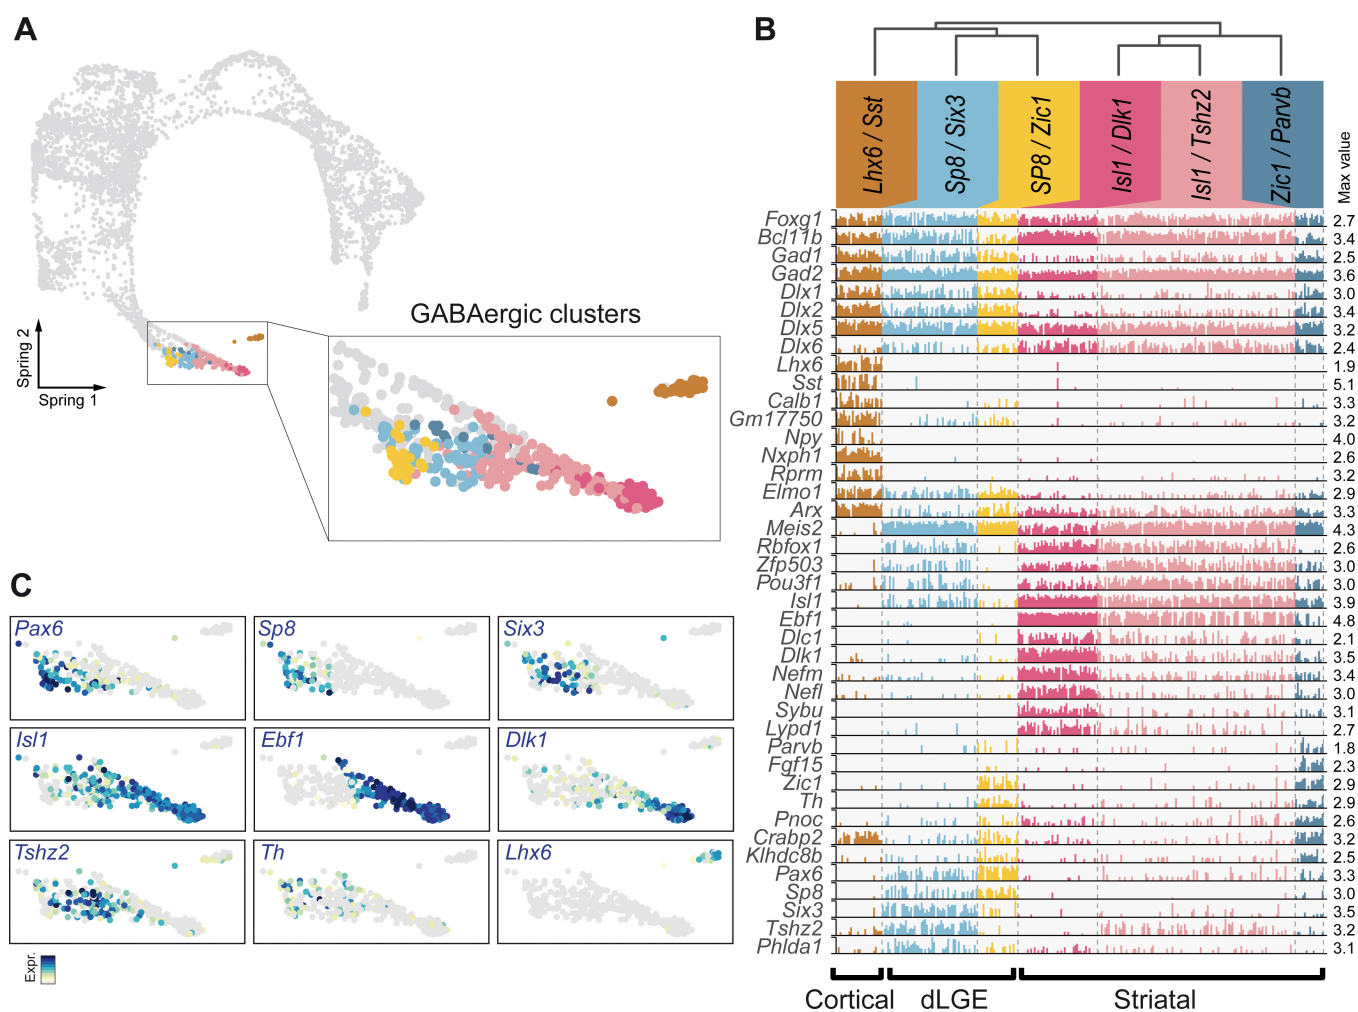 A
GABAergic clusters
Spring 2
Spring 1
B
Lhx6 / Sst
Sp8 / Six3
SP8 / Zic1
Isl1 / Dlk1
Isl1 / Tshz2
Zic1 / Parvb
Max value
Foxg1 2.7
Bcl11b 3.4
Gad1 2.5
Gad2 3.6
Dlx1 3.0
Dlx2 3.4
Dlx5 3.2
Dlx6 2.4
Lhx6 1.9
Sst 5.1
Calb1 3.3
Gm17750 3.2
Npy 4.0
Nxph1 2.6
Rprm 3.2
Elmo1 2.9
Arx 3.3
Meis2 4.3
Rbfox1 2.6
Zfp503 3.0
Pou3f1 3.0
Isl1 3.9
Ebf1 4.8
Dlc1 2.1
Dlk1 3.5
Nefm 3.4
Nefl 3.0
Sybu 3.1
Lypd1 2.7
Parvb 1.8
Fgf15 2.3
Zic1 2.9
Th 2.9
Pnoc 2.6
Crabp2 3.2
Klhdc8b 2.5
Pax6 3.3
Sp8 3.0
Six3 3.5
Tshz2 3.2
Phlda1 3.1
Cortical dLGE Striatal
C
Pax6 Sp8 Six3
Isl1 Ebf1 Dlk1
Tshz2 Th Lhx6
Expr.